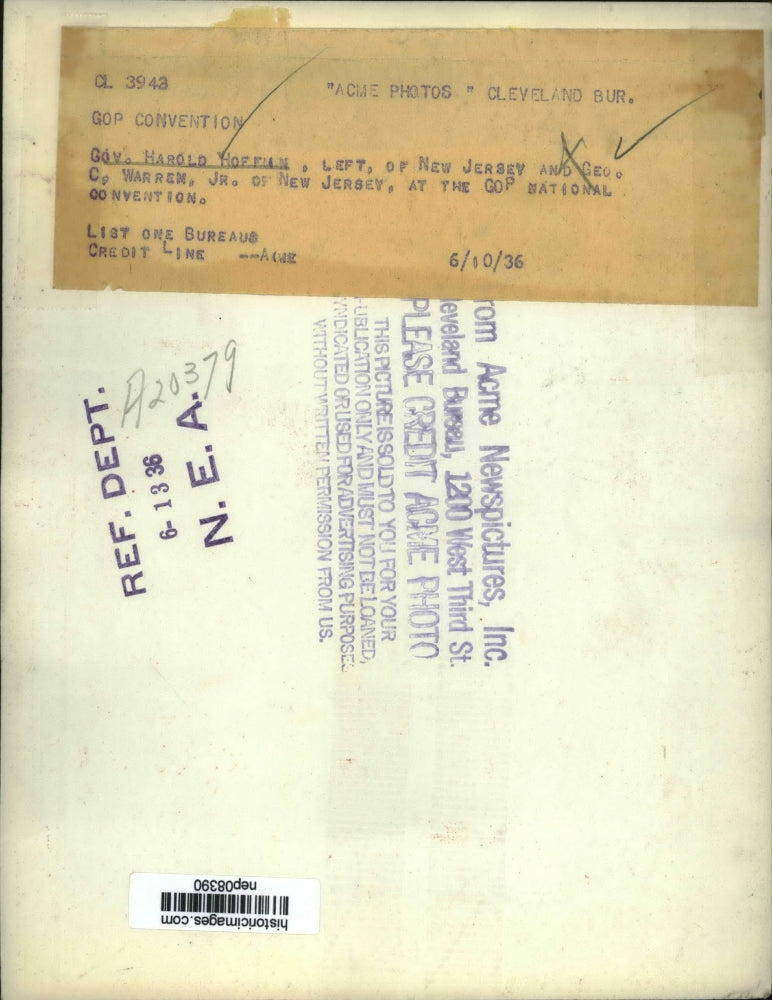 CL 3943
"ACME PHOTOS " CLEVELAND BUR.
GOP CONVENTION
GOV. HAROLD HOFFMAN , LEFT, OF NEW JERSEY AND GEO.
C. WARREN, JR. OF NEW JERSEY, AT THE GOP NATIONAL
CONVENTION.
LIST ONE BUREAUS
CREDIT LINE --ACME
6/10/36
rom Acme Newspictures, Inc.
leveland Bureau, 1200 West Third St.
PLEASE CREDIT ACME PHOTO
THIS PICTURE IS SOLD TO YOU FOR YOUR
PUBLICATION ONLY AND MUST NOT BE LOANED,
SYNDICATED OR USED FOR ADVERTISING PURPOSES
WITHOUT WRITTEN PERMISSION FROM US.
A20379
REF. DEPT.
6-13 36
N. E. A.
historicimages.com
nep08390